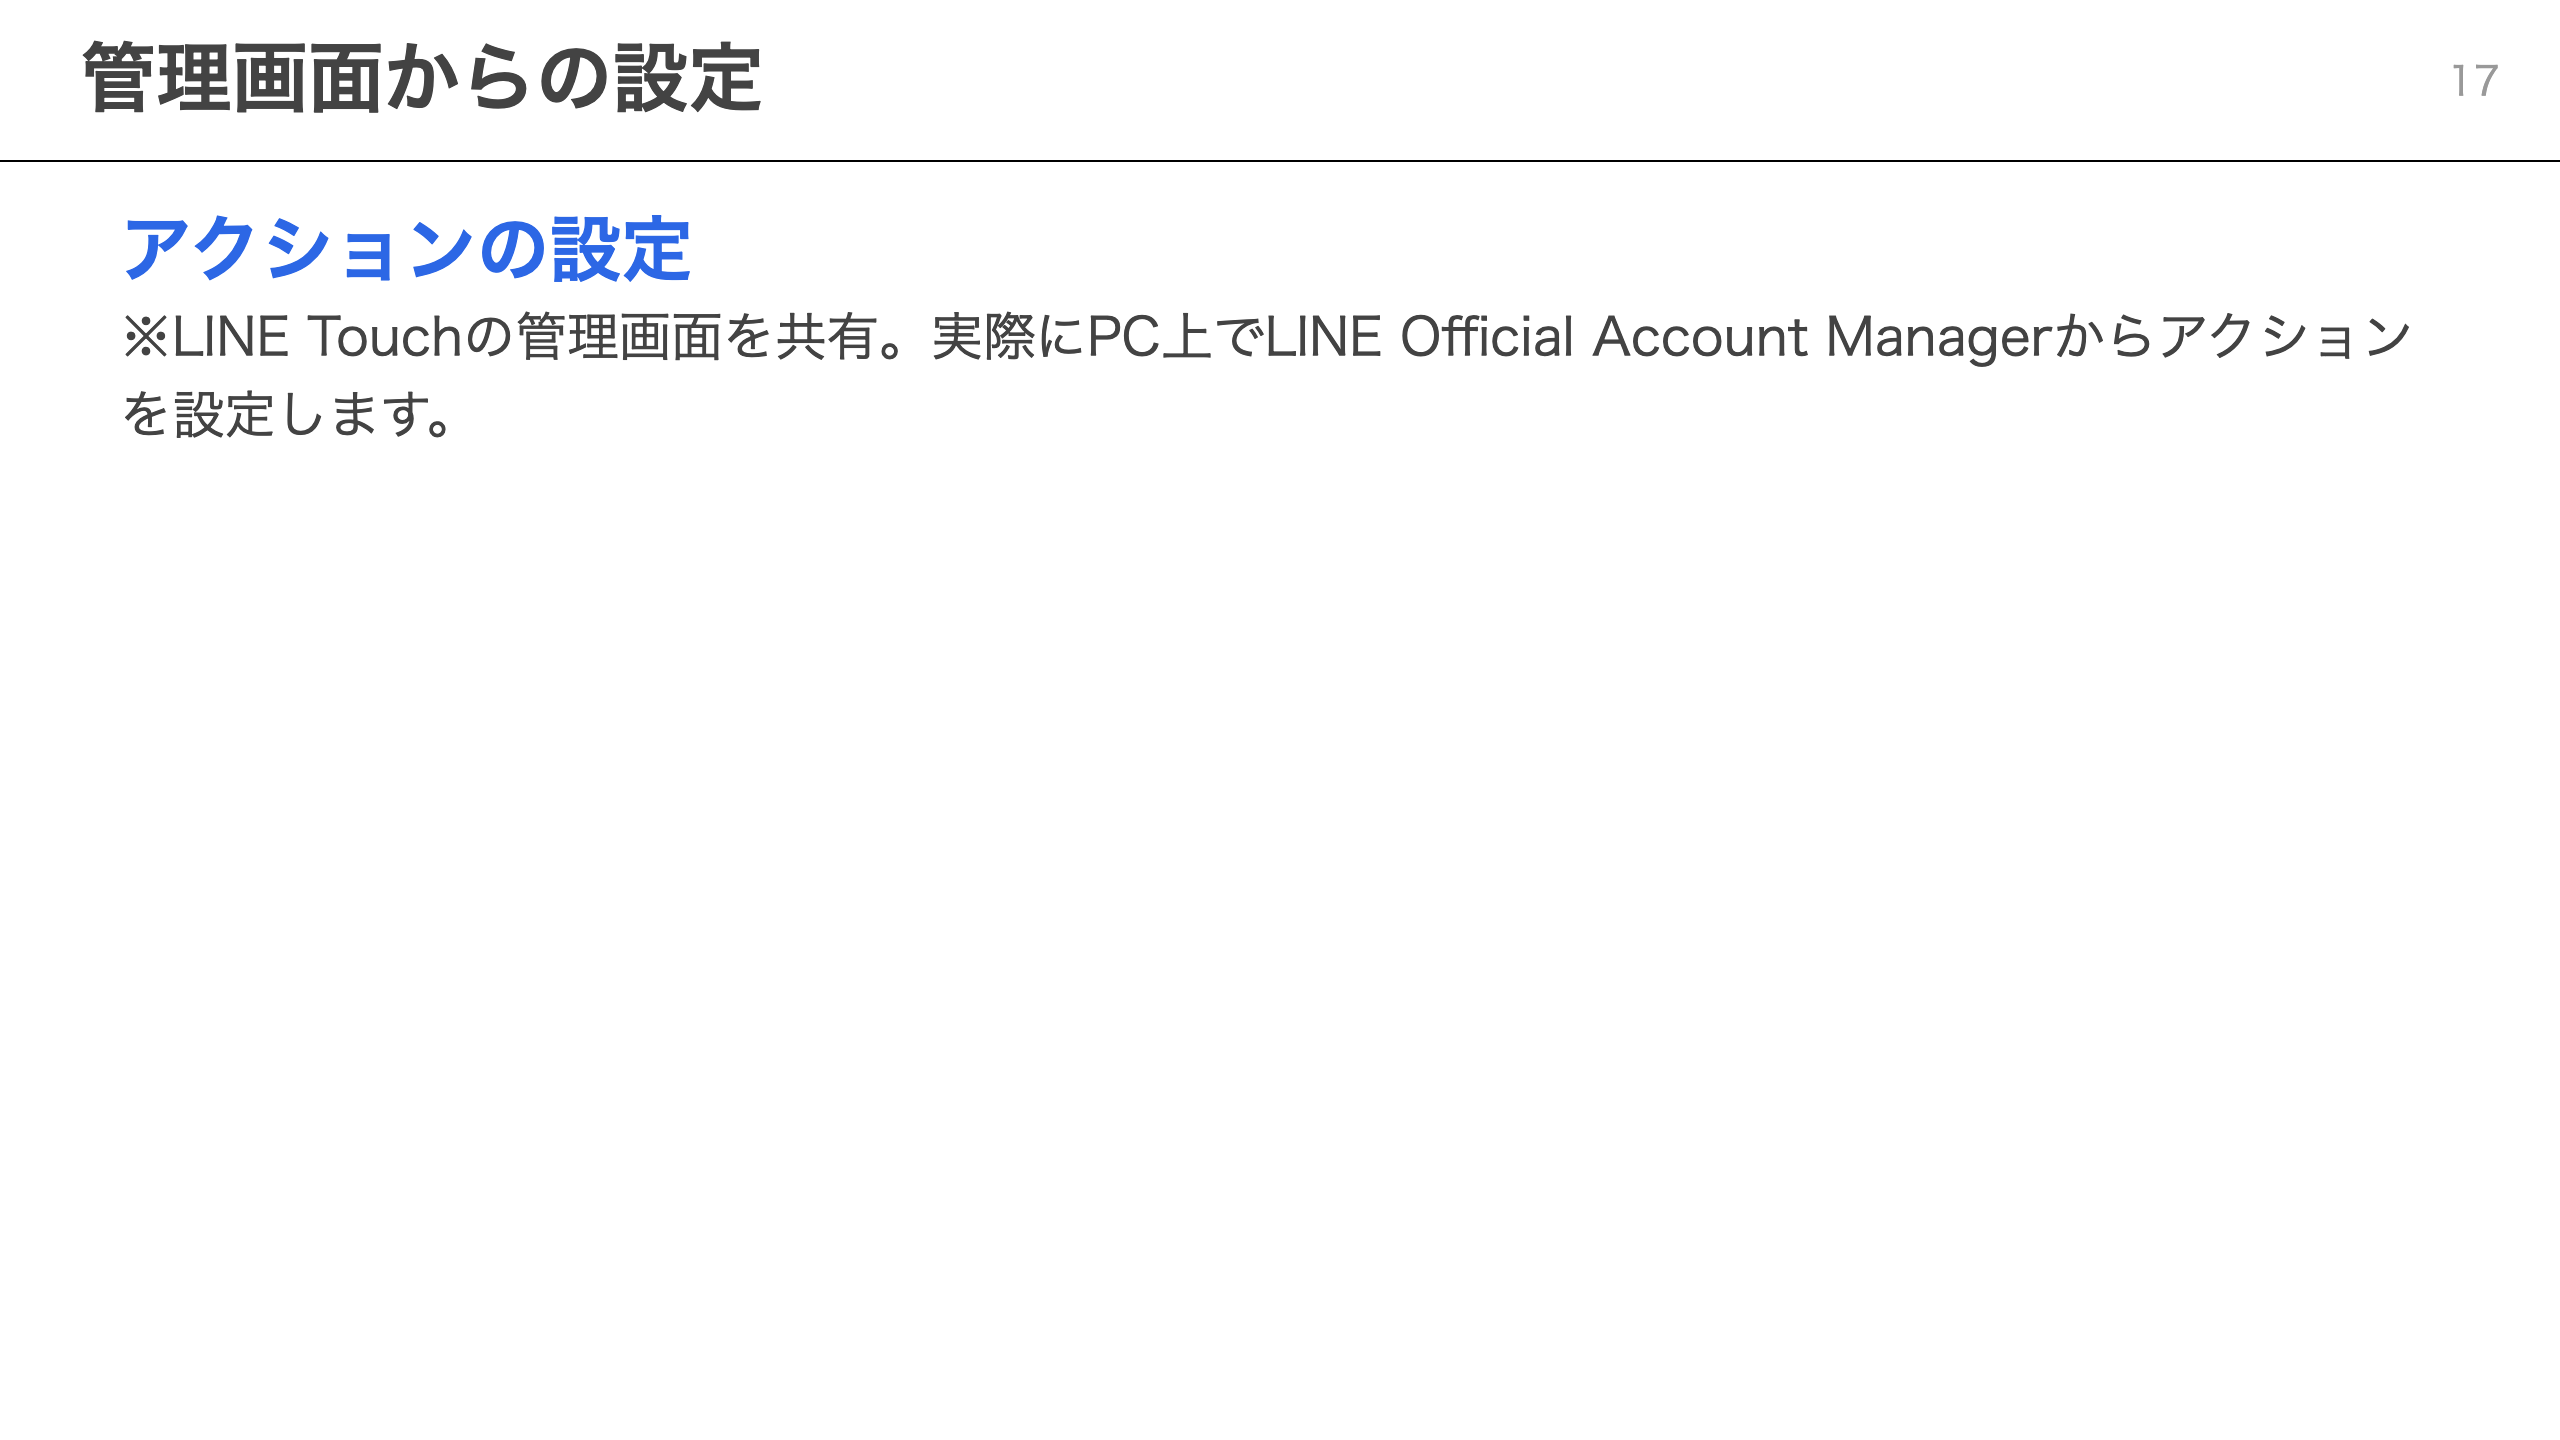 管理画面からの設定
17
アクションの設定
※LINE Touchの管理画面を共有。実際にPC上でLINE Official Account Managerからアクション
を設定します。